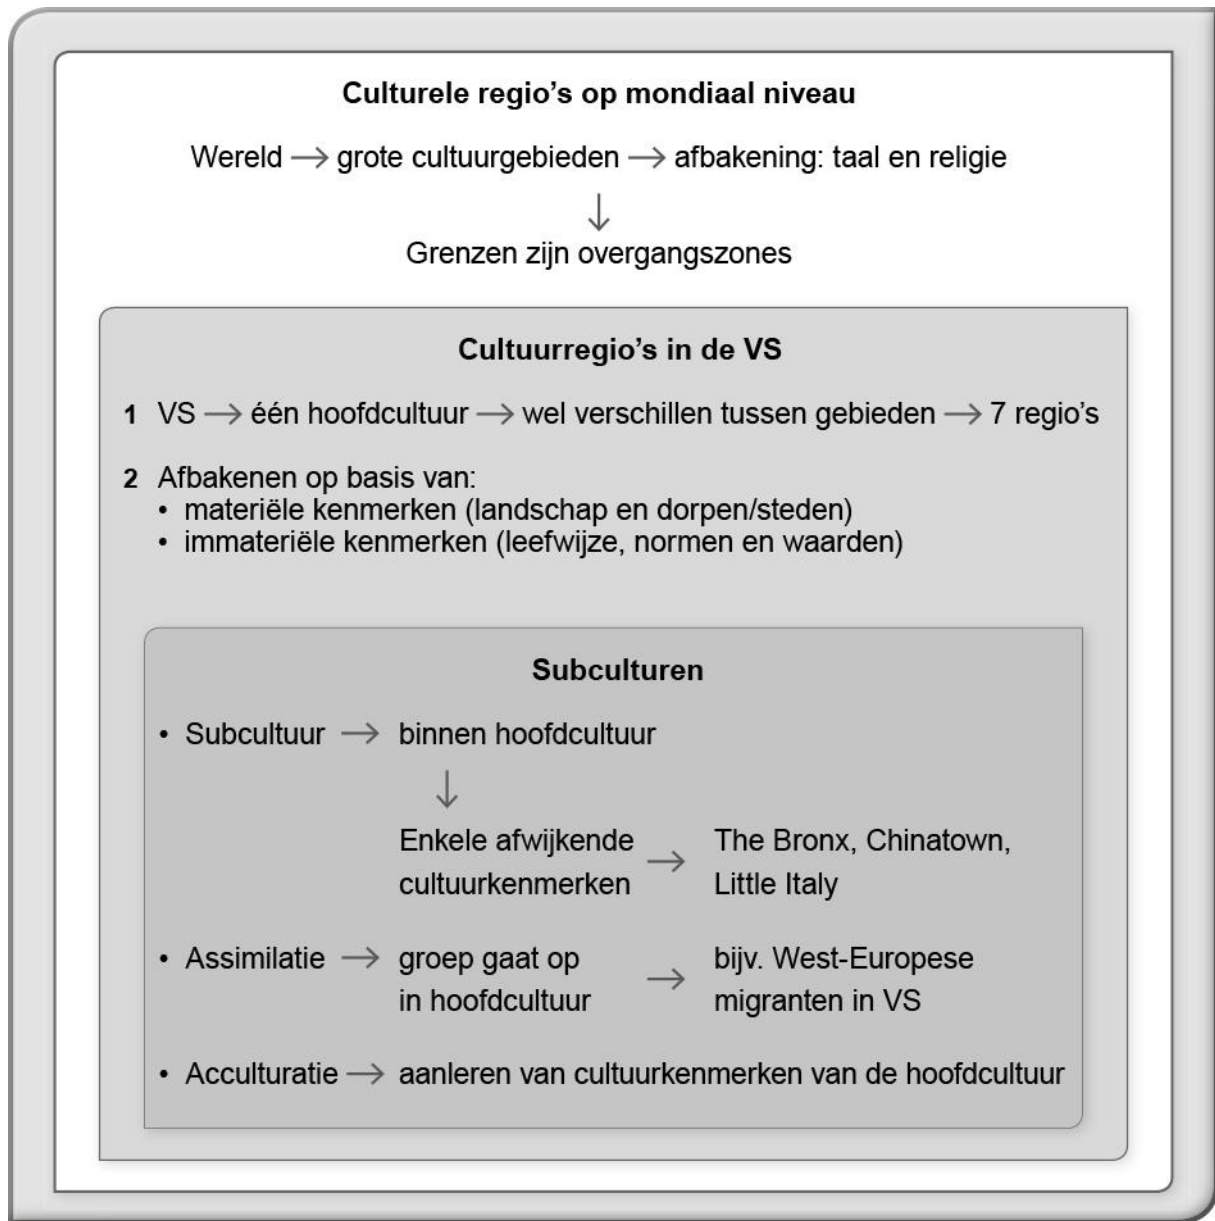 Culturele regio’s op mondiaal niveau
Wereld → grote cultuurgebieden → afbakening: taal en religie
↓
Grenzen zijn overgangszones
Cultuurregio’s in de VS
1 VS → één hoofdcultuur → wel verschillen tussen gebieden → 7 regio’s
2 Afbakenen op basis van:
• materiële kenmerken (landschap en dorpen/steden)
• immateriële kenmerken (leefwijze, normen en waarden)
Subculturen
• Subcultuur → binnen hoofdcultuur
↓
Enkele afwijkende
cultuurkenmerken → The Bronx, Chinatown,
Little Italy
• Assimilatie → groep gaat op
in hoofdcultuur → bijv. West-Europese
migranten in VS
• Acculturatie → aanleren van cultuurkenmerken van de hoofdcultuur